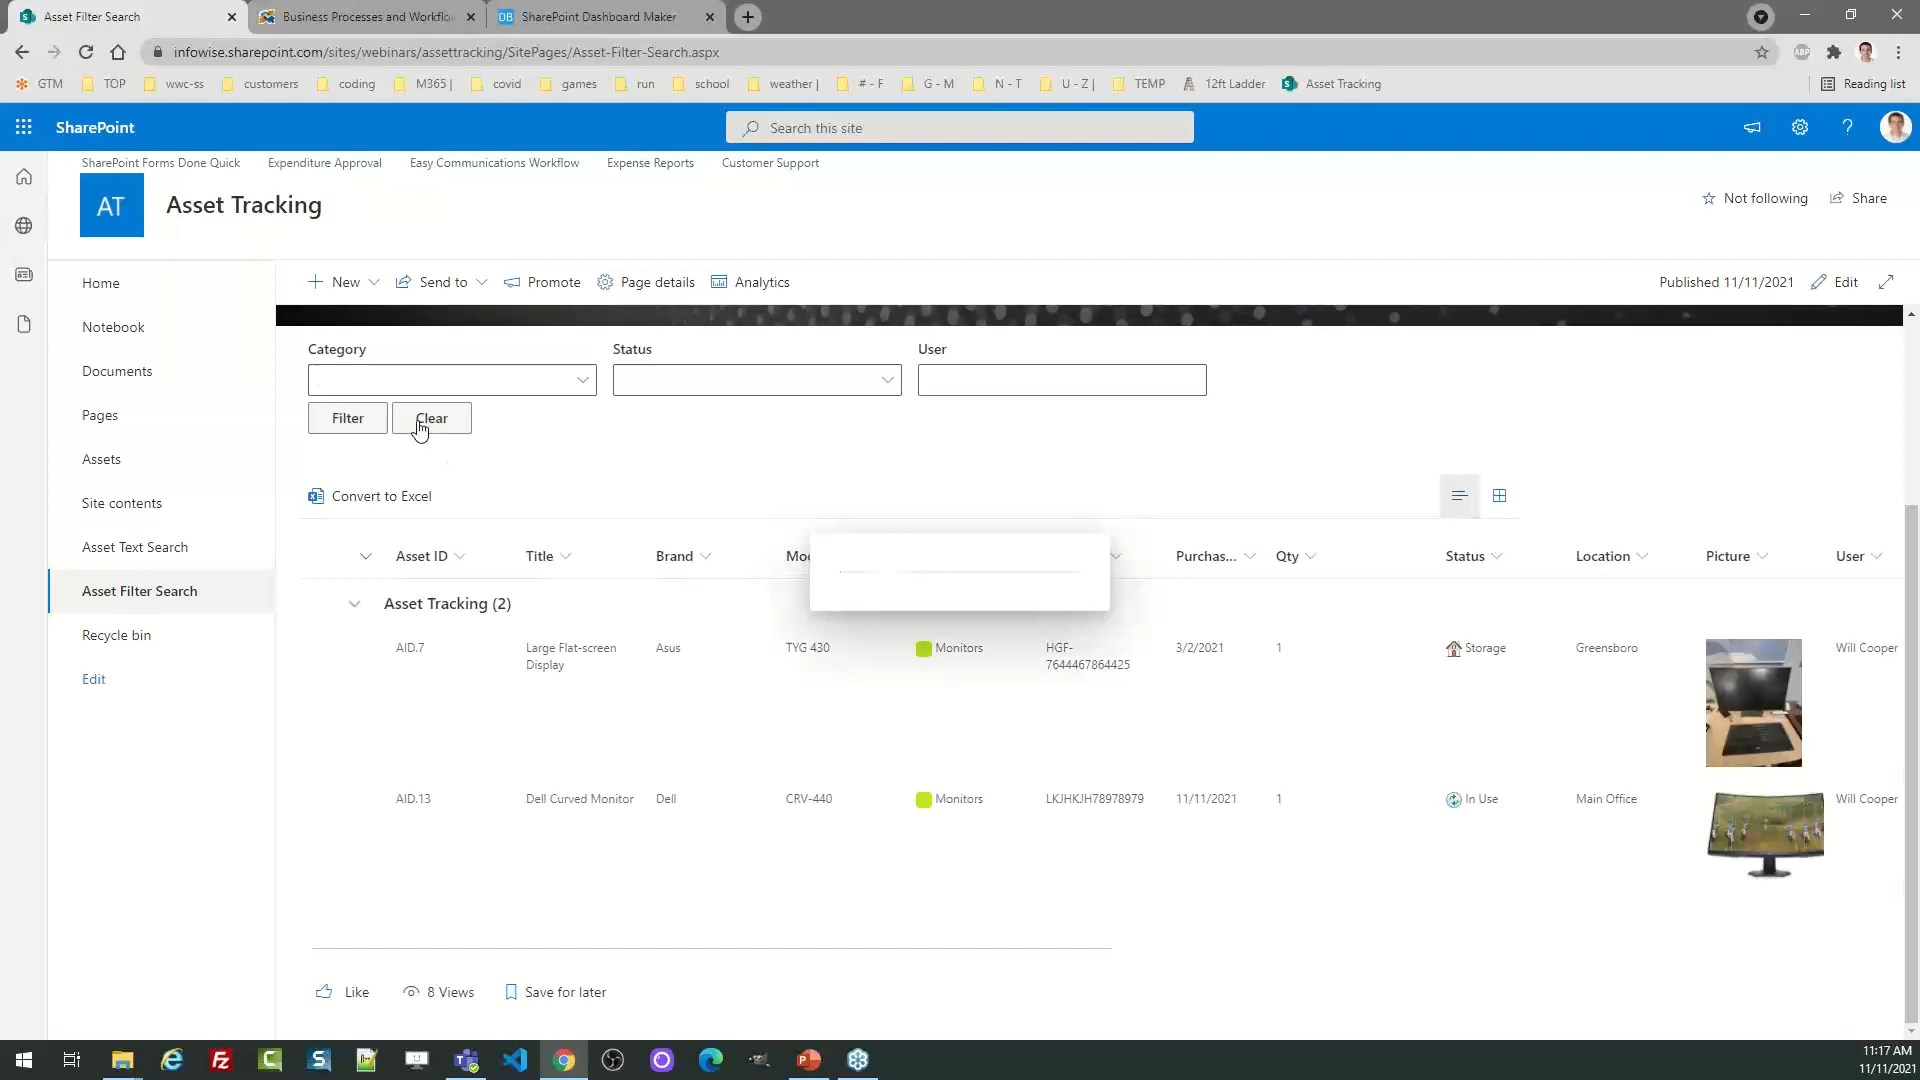 Asset Filter Search
Business Processes and Workflo
SharePoint Dashboard Maker
infowise.sharepoint.com/sites/webinars/assettracking/SitePages/Asset-Filter-Search.aspx
ABP
GTM TOP wwc-ss customers coding M365 | covid games run school weather | # - F G - M N - T U - Z | TEMP 12ft Ladder Asset Tracking Reading list
SharePoint
Search this site
SharePoint Forms Done Quick Expenditure Approval Easy Communications Workflow Expense Reports Customer Support
AT
Asset Tracking
Not following Share
Home
Notebook
Documents
Pages
Assets
Site contents
Asset Text Search
Asset Filter Search
Recycle bin
Edit
New Send to Promote Page details Analytics
Published 11/11/2021 Edit
Category Status User
Filter Clear
Convert to Excel
Asset ID Title Brand Mo Purchas... Qty Status Location Picture User
Asset Tracking (2)
AID.7 Large Flat-screen Asus TYG 430 Monitors HGF- 3/2/2021 1 Storage Greensboro Will Cooper
Display 7644467864425
AID.13 Dell Curved Monitor Dell CRV-440 Monitors LKJHKJH78978979 11/11/2021 1 In Use Main Office Will Cooper
Like 8 Views Save for later
11:17 AM
11/11/2021